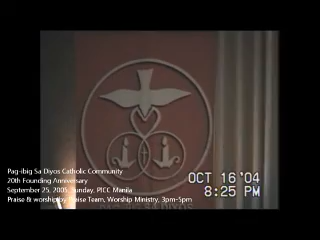 Pag-ibig Sa Diyos Catholic Community
20th Founding Anniversary
September 25, 2005, Sunday, PICC Manila
Praise & worship by Praise Team, Worship Ministry, 3pm-5pm
OCT 16 '04
8:25 PM
DIYOS